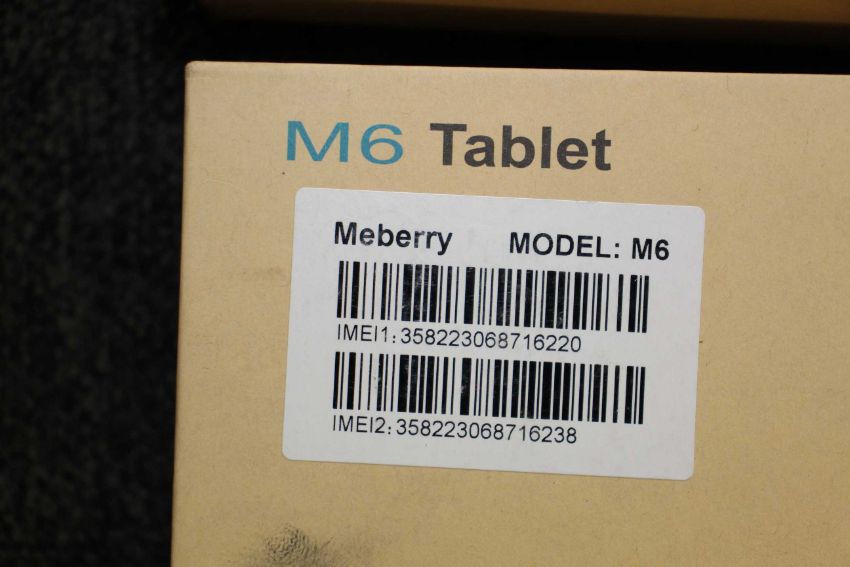 M6 Tablet
Meberry MODEL: M6
IMEI1:358223068716220
IMEI2:358223068716238